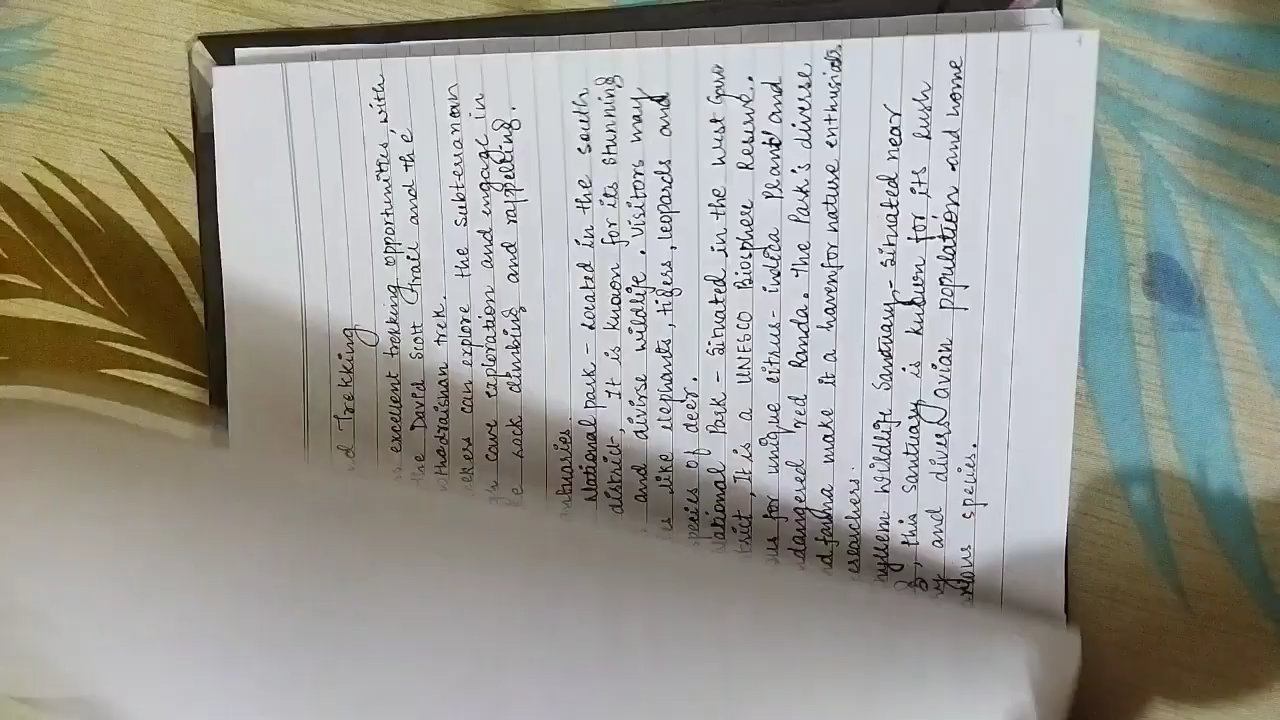 Trekking
excellent trekking opportunities, with
the David Scott Trail and the
trek.
can explore the subterranean
cave exploration and engage in
rock climbing and rappelling.
National park - Located in the south
district, It is known for its stunning
and divirse wildlife. Visitors may
like elephants, tigers, leopards and
species of deer.
National Park - Situated in the West Garo
It is a UNESCO Biosphere Reserve.
for unique citrus - indica Plant and
red Panda. The Park's diverse
fauna make it a haven for nature enthusiasts
Wildlife Santuary - Situated near
this santuary is known for its lush
and diverse avian population and home
species.